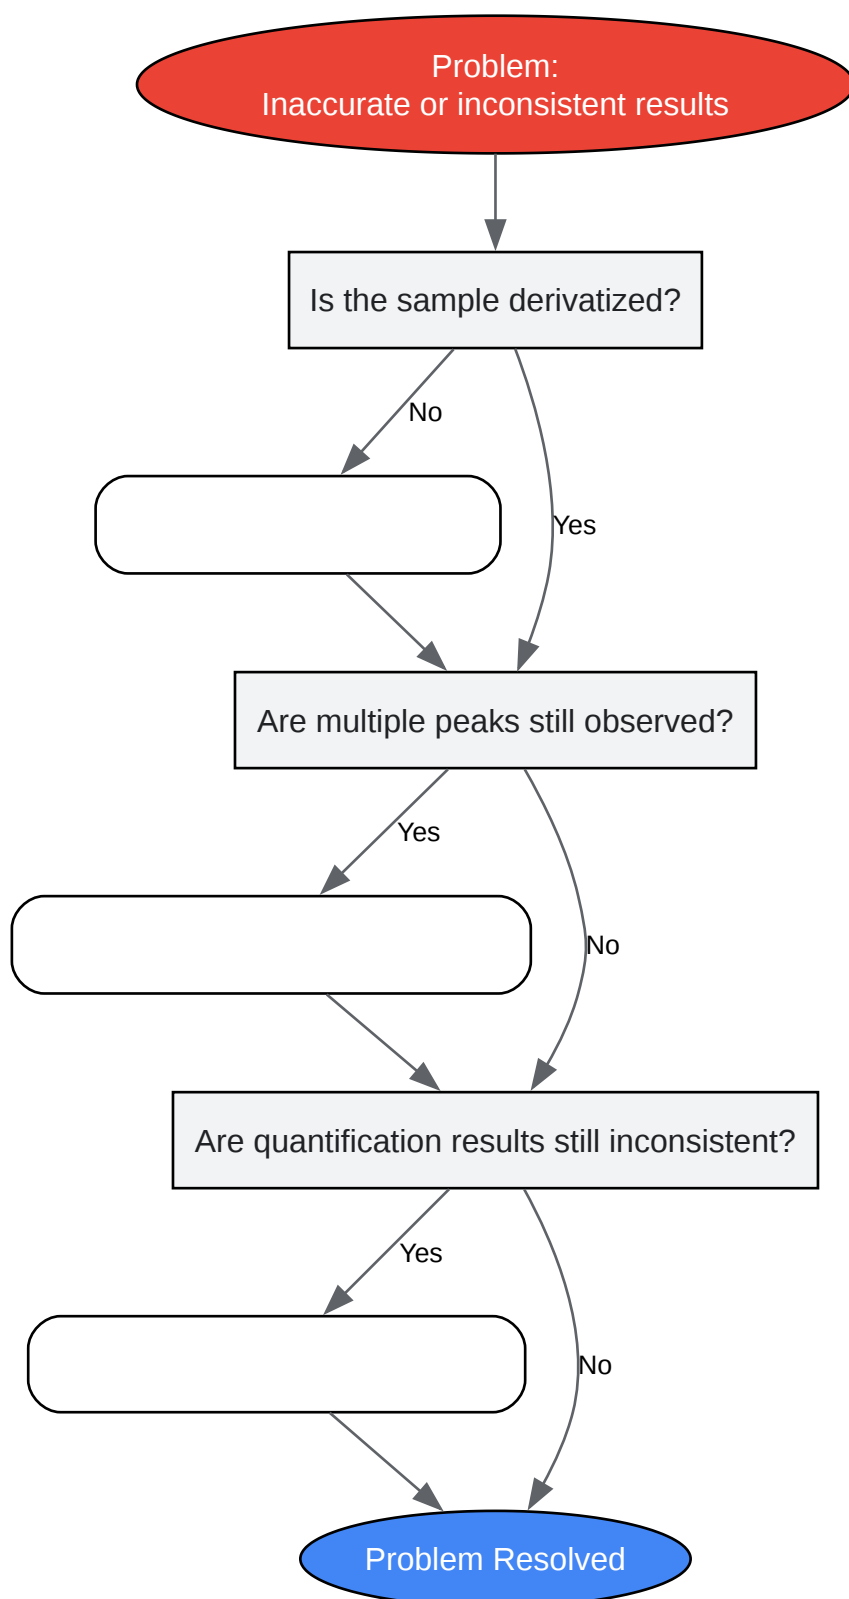 Problem:
Inaccurate or inconsistent results
Is the sample derivatized?
No
Yes
Are multiple peaks still observed?
Yes
No
Are quantification results still inconsistent?
Yes
No
Problem Resolved